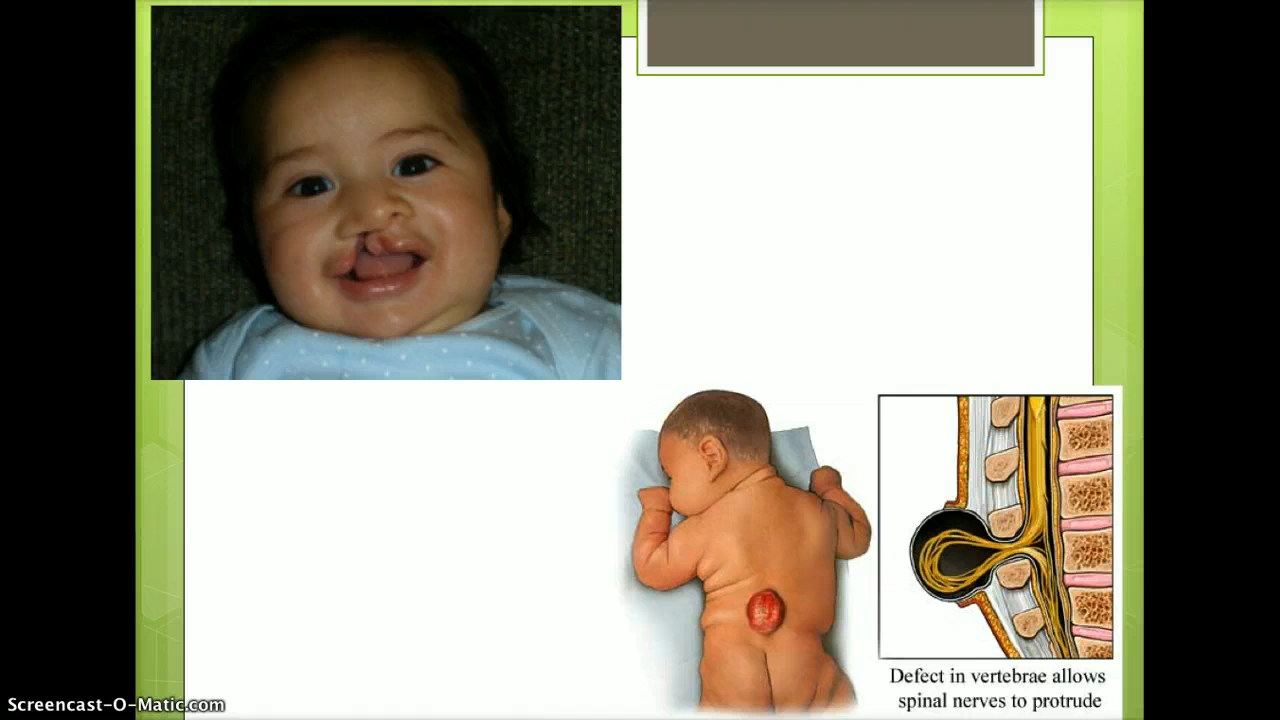 Defect in vertebrae allows
spinal nerves to protrude
Screencast-O-Matic.com